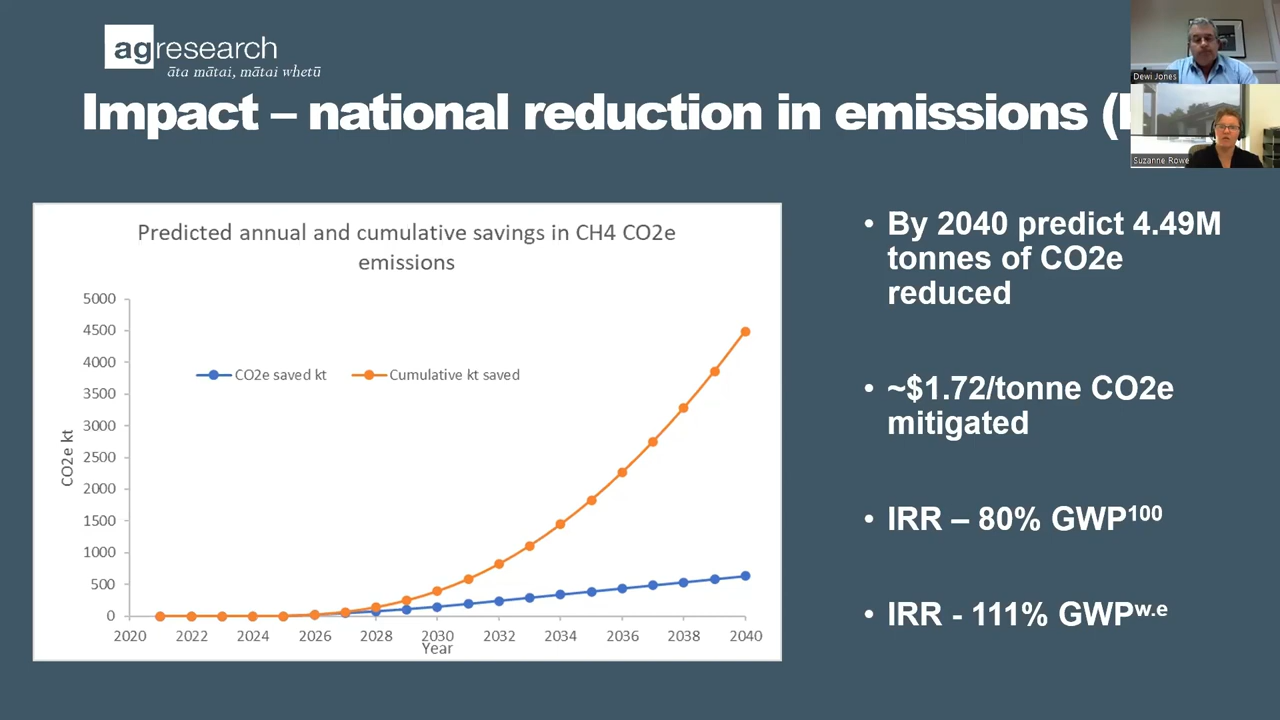 agresearch
āta mātai, mātai whetū
Impact – national reduction in emissions (
Dewi Jones
Suzanne Rowe
Predicted annual and cumulative savings in CH4 CO2e
emissions
5000
4500
4000
3500
3000
2500
2000
1500
1000
500
0
CO2e kt
CO2e saved kt
Cumulative kt saved
2020 2022 2024 2026 2028 2030 2032 2034 2036 2038 2040
Year
• By 2040 predict 4.49M
tonnes of CO2e
reduced
• ~$1.72/tonne CO2e
mitigated
• IRR – 80% GWP¹⁰⁰
• IRR - 111% GWPʷ·ᵉ